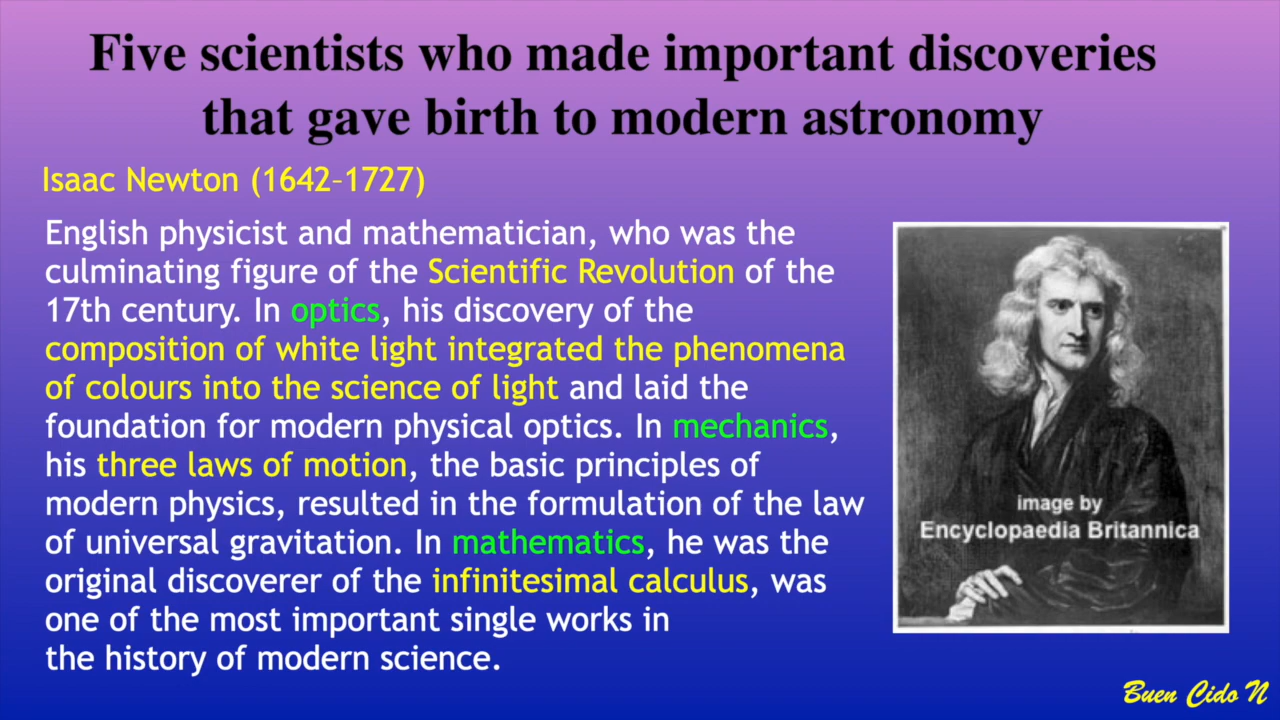 Five scientists who made important discoveries
that gave birth to modern astronomy
Isaac Newton (1642–1727)
English physicist and mathematician, who was the
culminating figure of the Scientific Revolution of the
17th century. In optics, his discovery of the
composition of white light integrated the phenomena
of colours into the science of light and laid the
foundation for modern physical optics. In mechanics,
his three laws of motion, the basic principles of
modern physics, resulted in the formulation of the law
of universal gravitation. In mathematics, he was the
original discoverer of the infinitesimal calculus, was
one of the most important single works in
the history of modern science.
image by
Encyclopaedia Britannica
Buen Cido N